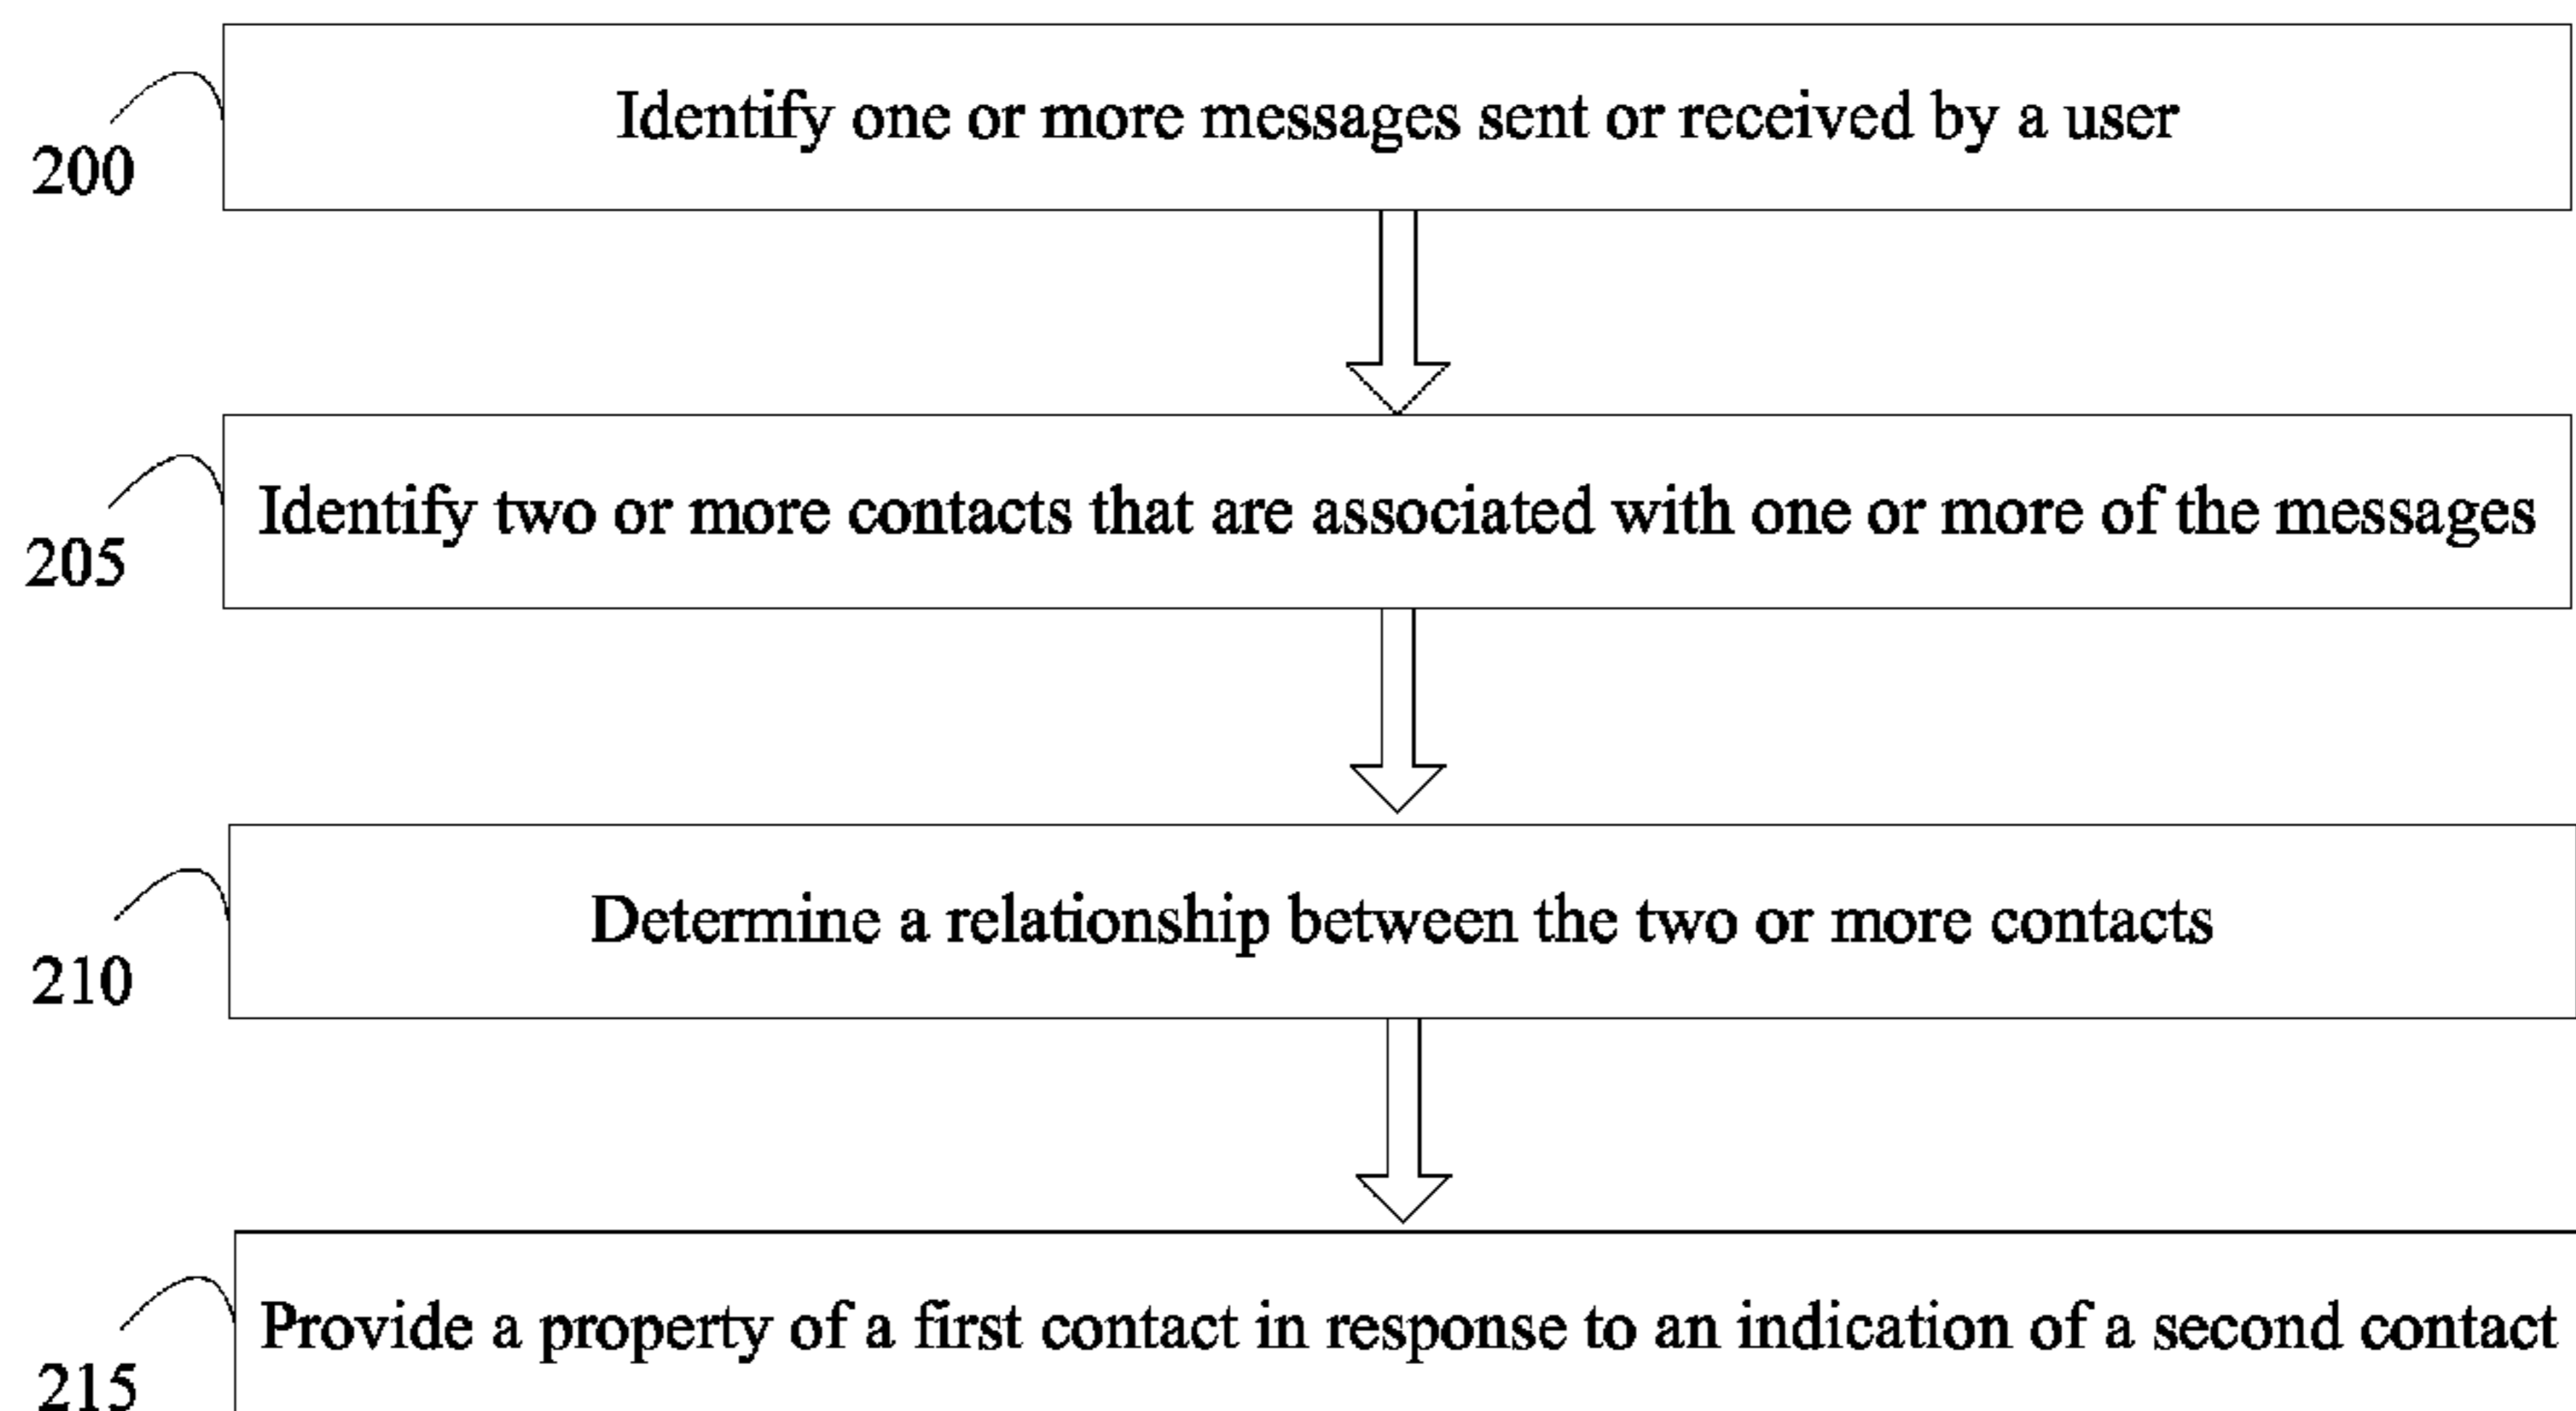 Identify one or more messages sent or received by a user
200
Identify two or more contacts that are associated with one or more of the messages
205
Determine a relationship between the two or more contacts
210
Provide a property of a first contact in response to an indication of a second contact
215